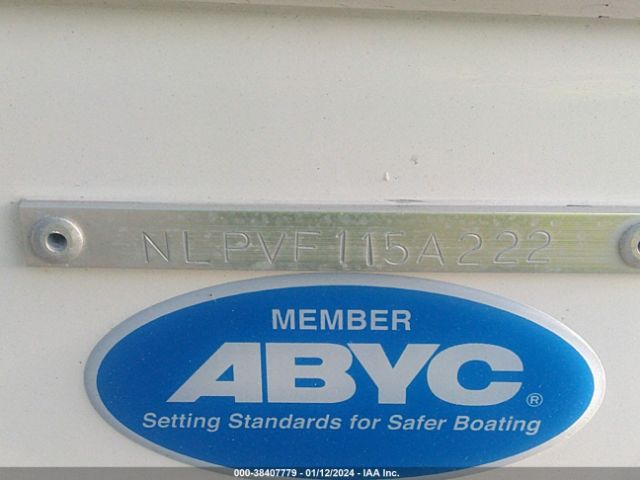 NLPVF115A222
MEMBER
ABYC®
Setting Standards for Safer Boating
000-38407779 - 01/12/2024 - IAA Inc.